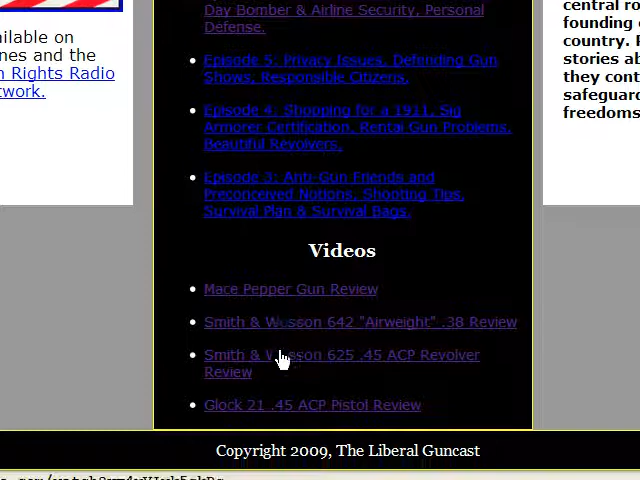 Day Bomber & Airline Security, Personal
Defense.
Episode 5: Privacy Issues, Defending Gun
Shows, Responsible Citizens.
Episode 4: Shopping for a 1911, Sig
Armorer Certification, Rental Gun Problems,
Beautiful Revolvers.
Episode 3: Anti-Gun Friends and
Preconceived Notions, Shooting Tips,
Survival Plan & Survival Bags.
Videos
Mace Pepper Gun Review
Smith & Wesson 642 "Airweight" .38 Review
Smith & Wesson 625 .45 ACP Revolver
Review
Glock 21 .45 ACP Pistol Review
Copyright 2009, The Liberal Guncast
ailable on
nes and the
n Rights Radio
twork.
central ro
founding
country.
stories ab
they cont
safeguard
freedoms